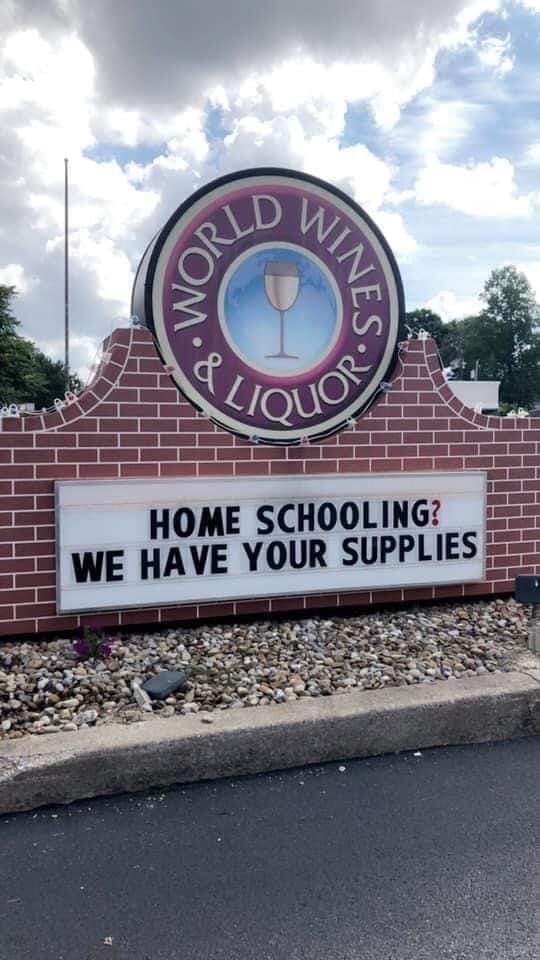 WORLD WINES
& LIQUOR
HOME SCHOOLING?
WE HAVE YOUR SUPPLIES